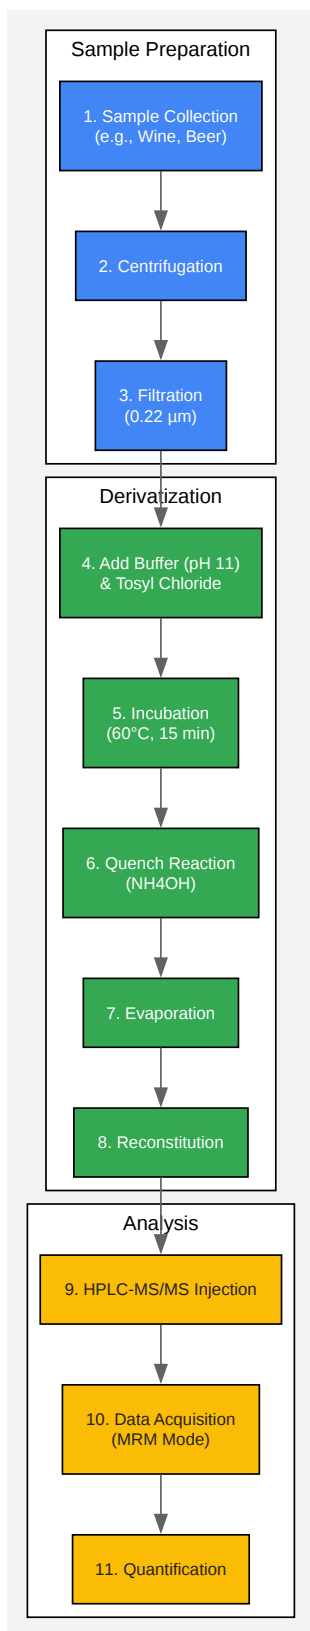 Sample Preparation
1. Sample Collection
(e.g., Wine, Beer)
2. Centrifugation
3. Filtration
(0.22 µm)
Derivatization
4. Add Buffer (pH 11)
& Tosyl Chloride
5. Incubation
(60°C, 15 min)
6. Quench Reaction
(NH4OH)
7. Evaporation
8. Reconstitution
Analysis
9. HPLC-MS/MS Injection
10. Data Acquisition
(MRM Mode)
11. Quantification